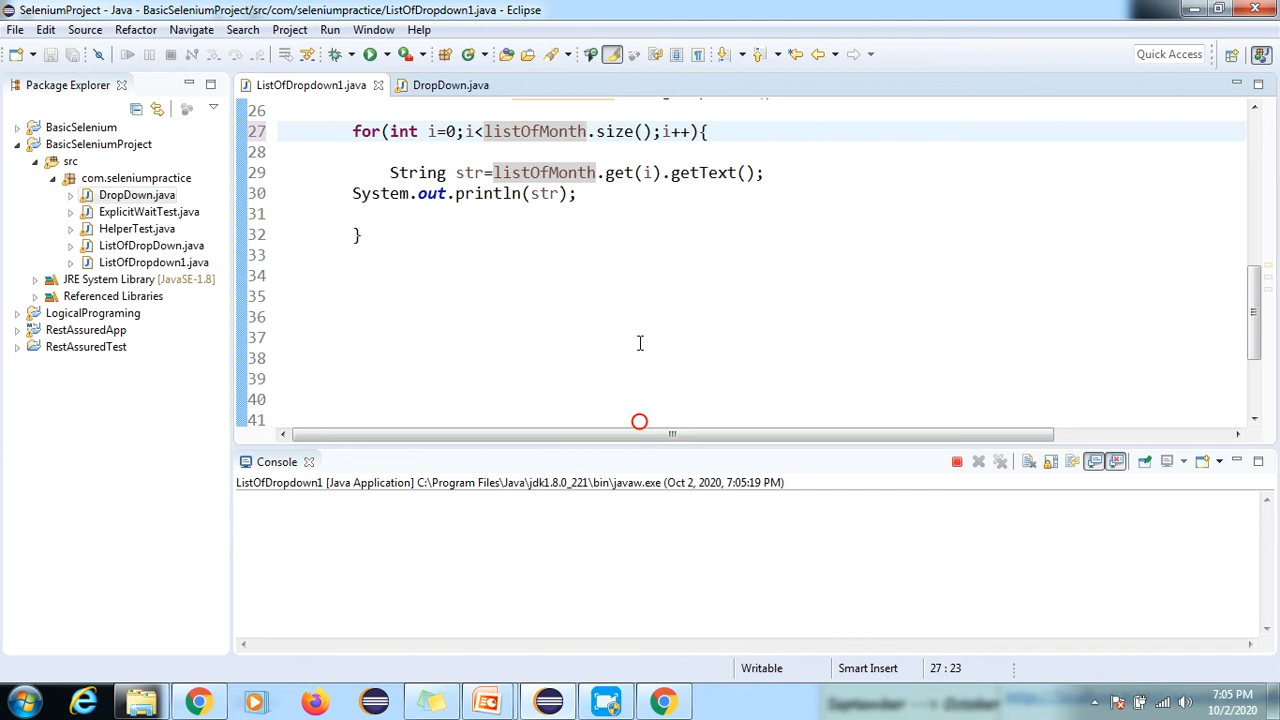 SeleniumProject - Java - BasicSeleniumProject/src/com/seleniumpractice/ListOfDropdown1.java - Eclipse
File Edit Source Refactor Navigate Search Project Run Window Help
Quick Access
Package Explorer
ListOfDropdown1.java
DropDown.java
BasicSelenium
BasicSeleniumProject
src
com.seleniumpractice
DropDown.java
ExplicitWaitTest.java
HelperTest.java
ListOfDropDown.java
ListOfDropdown1.java
JRE System Library [JavaSE-1.8]
Referenced Libraries
LogicalPrograming
RestAssuredApp
RestAssuredTest
26
27 for(int i=0;i<listOfMonth.size();i++){
28
29 String str=listOfMonth.get(i).getText();
30 System.out.println(str);
31
32 }
33
34
35
36
37
38
39
40
41
Console
ListOfDropdown1 [Java Application] C:\Program Files\Java\jdk1.8.0_221\bin\javaw.exe (Oct 2, 2020, 7:05:19 PM)
Writable Smart Insert 27 : 23
7:05 PM
10/2/2020